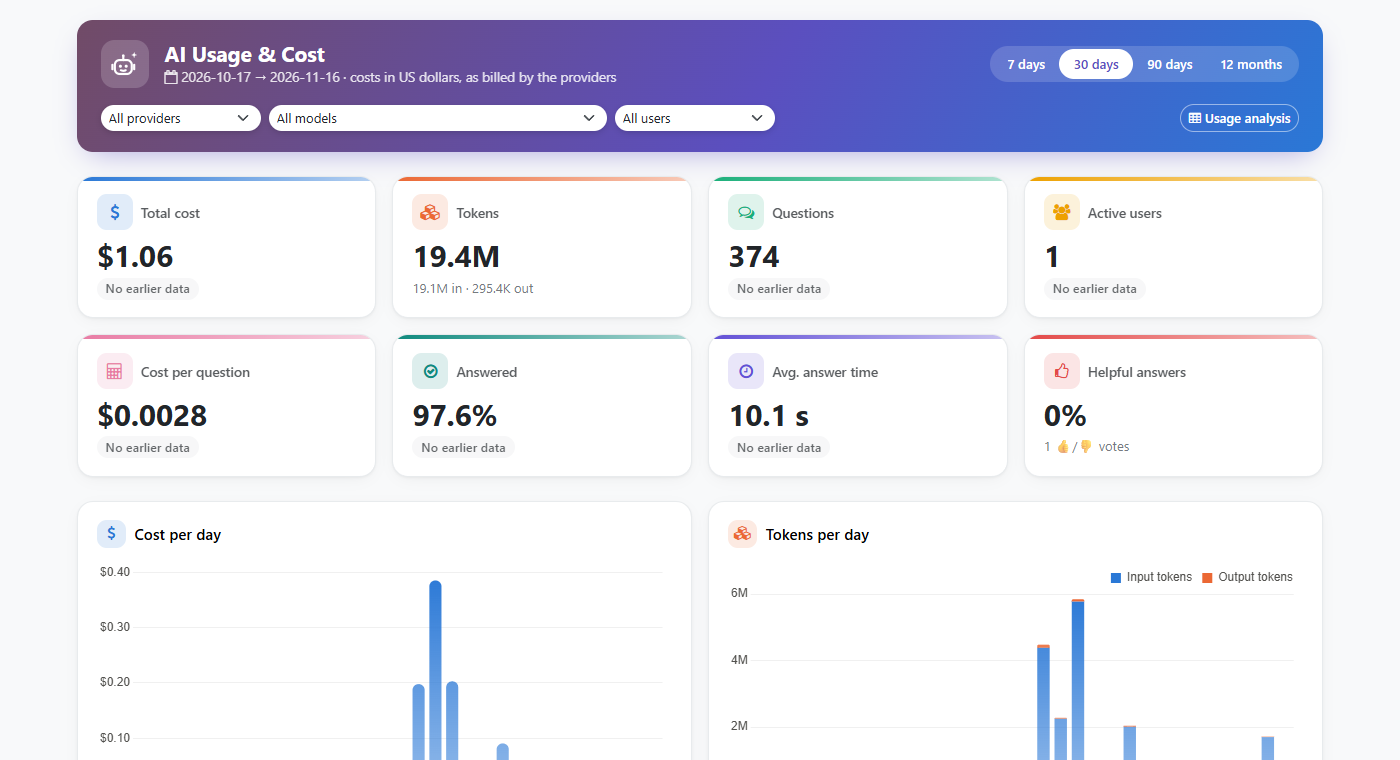 AI Usage & Cost
2026-10-17 → 2026-11-16 · costs in US dollars, as billed by the providers
7 days 30 days 90 days 12 months
All providers All models All users Usage analysis
Total cost
$1.06
No earlier data
Tokens
19.4M
19.1M in · 295.4K out
Questions
374
No earlier data
Active users
1
No earlier data
Cost per question
$0.0028
No earlier data
Answered
97.6%
No earlier data
Avg. answer time
10.1 s
No earlier data
Helpful answers
0%
1 👍/👎 votes
Cost per day
$0.40
$0.30
$0.20
$0.10
Tokens per day
Input tokens Output tokens
6M
4M
2M